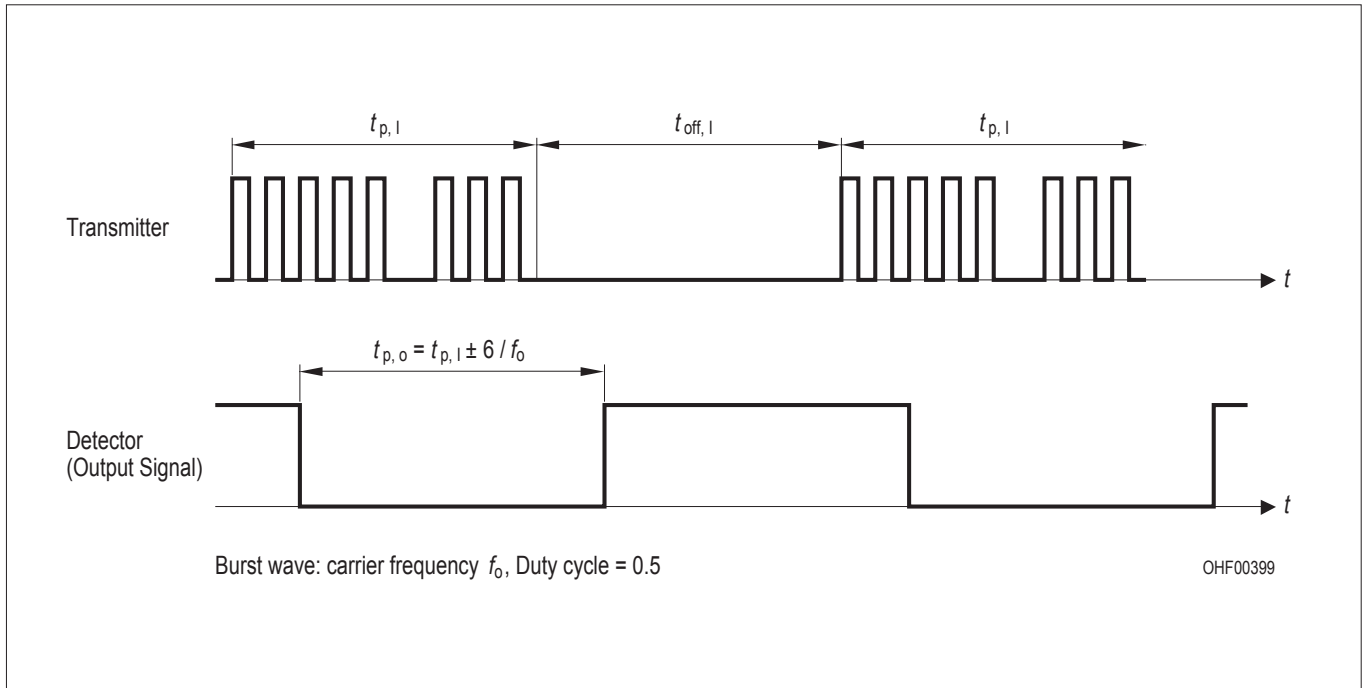 t p, I
t off, I
t p, I
Transmitter
t
t p, o = t p, I ± 6 / f o
Detector
(Output Signal)
t
Burst wave: carrier frequency f o, Duty cycle = 0.5
OHF00399